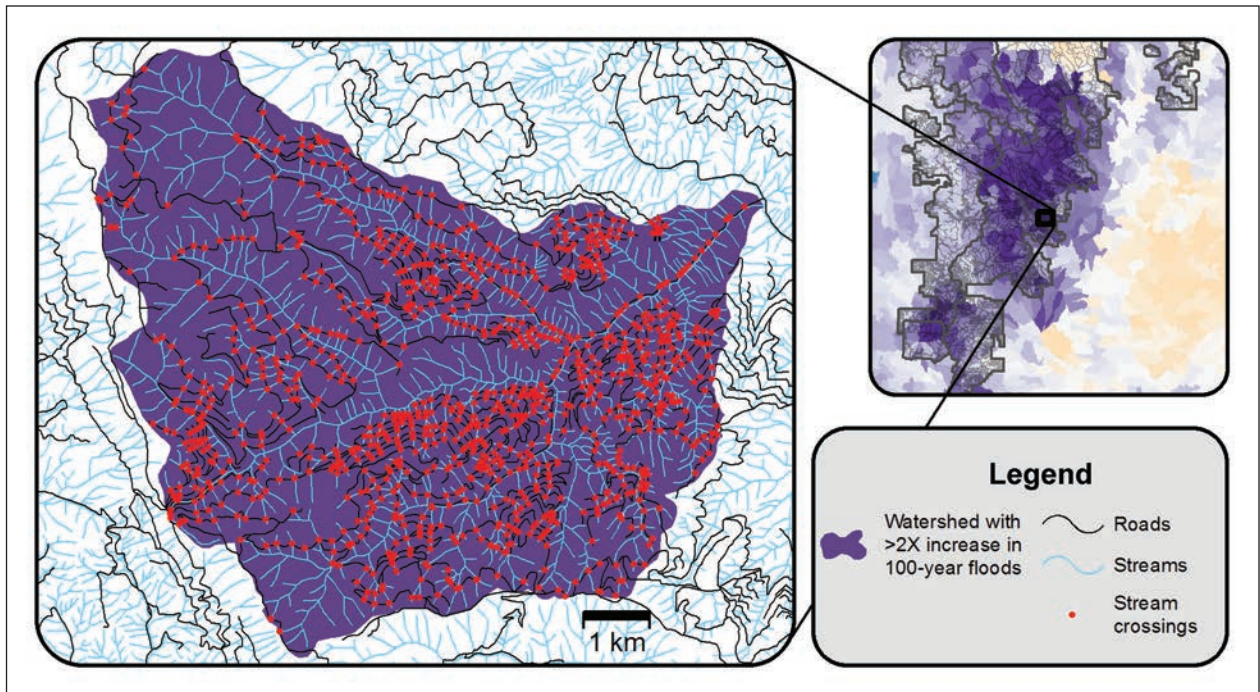 1 km
Legend
Watershed with
>2X increase in
100-year floods
Roads
Streams
Stream
crossings